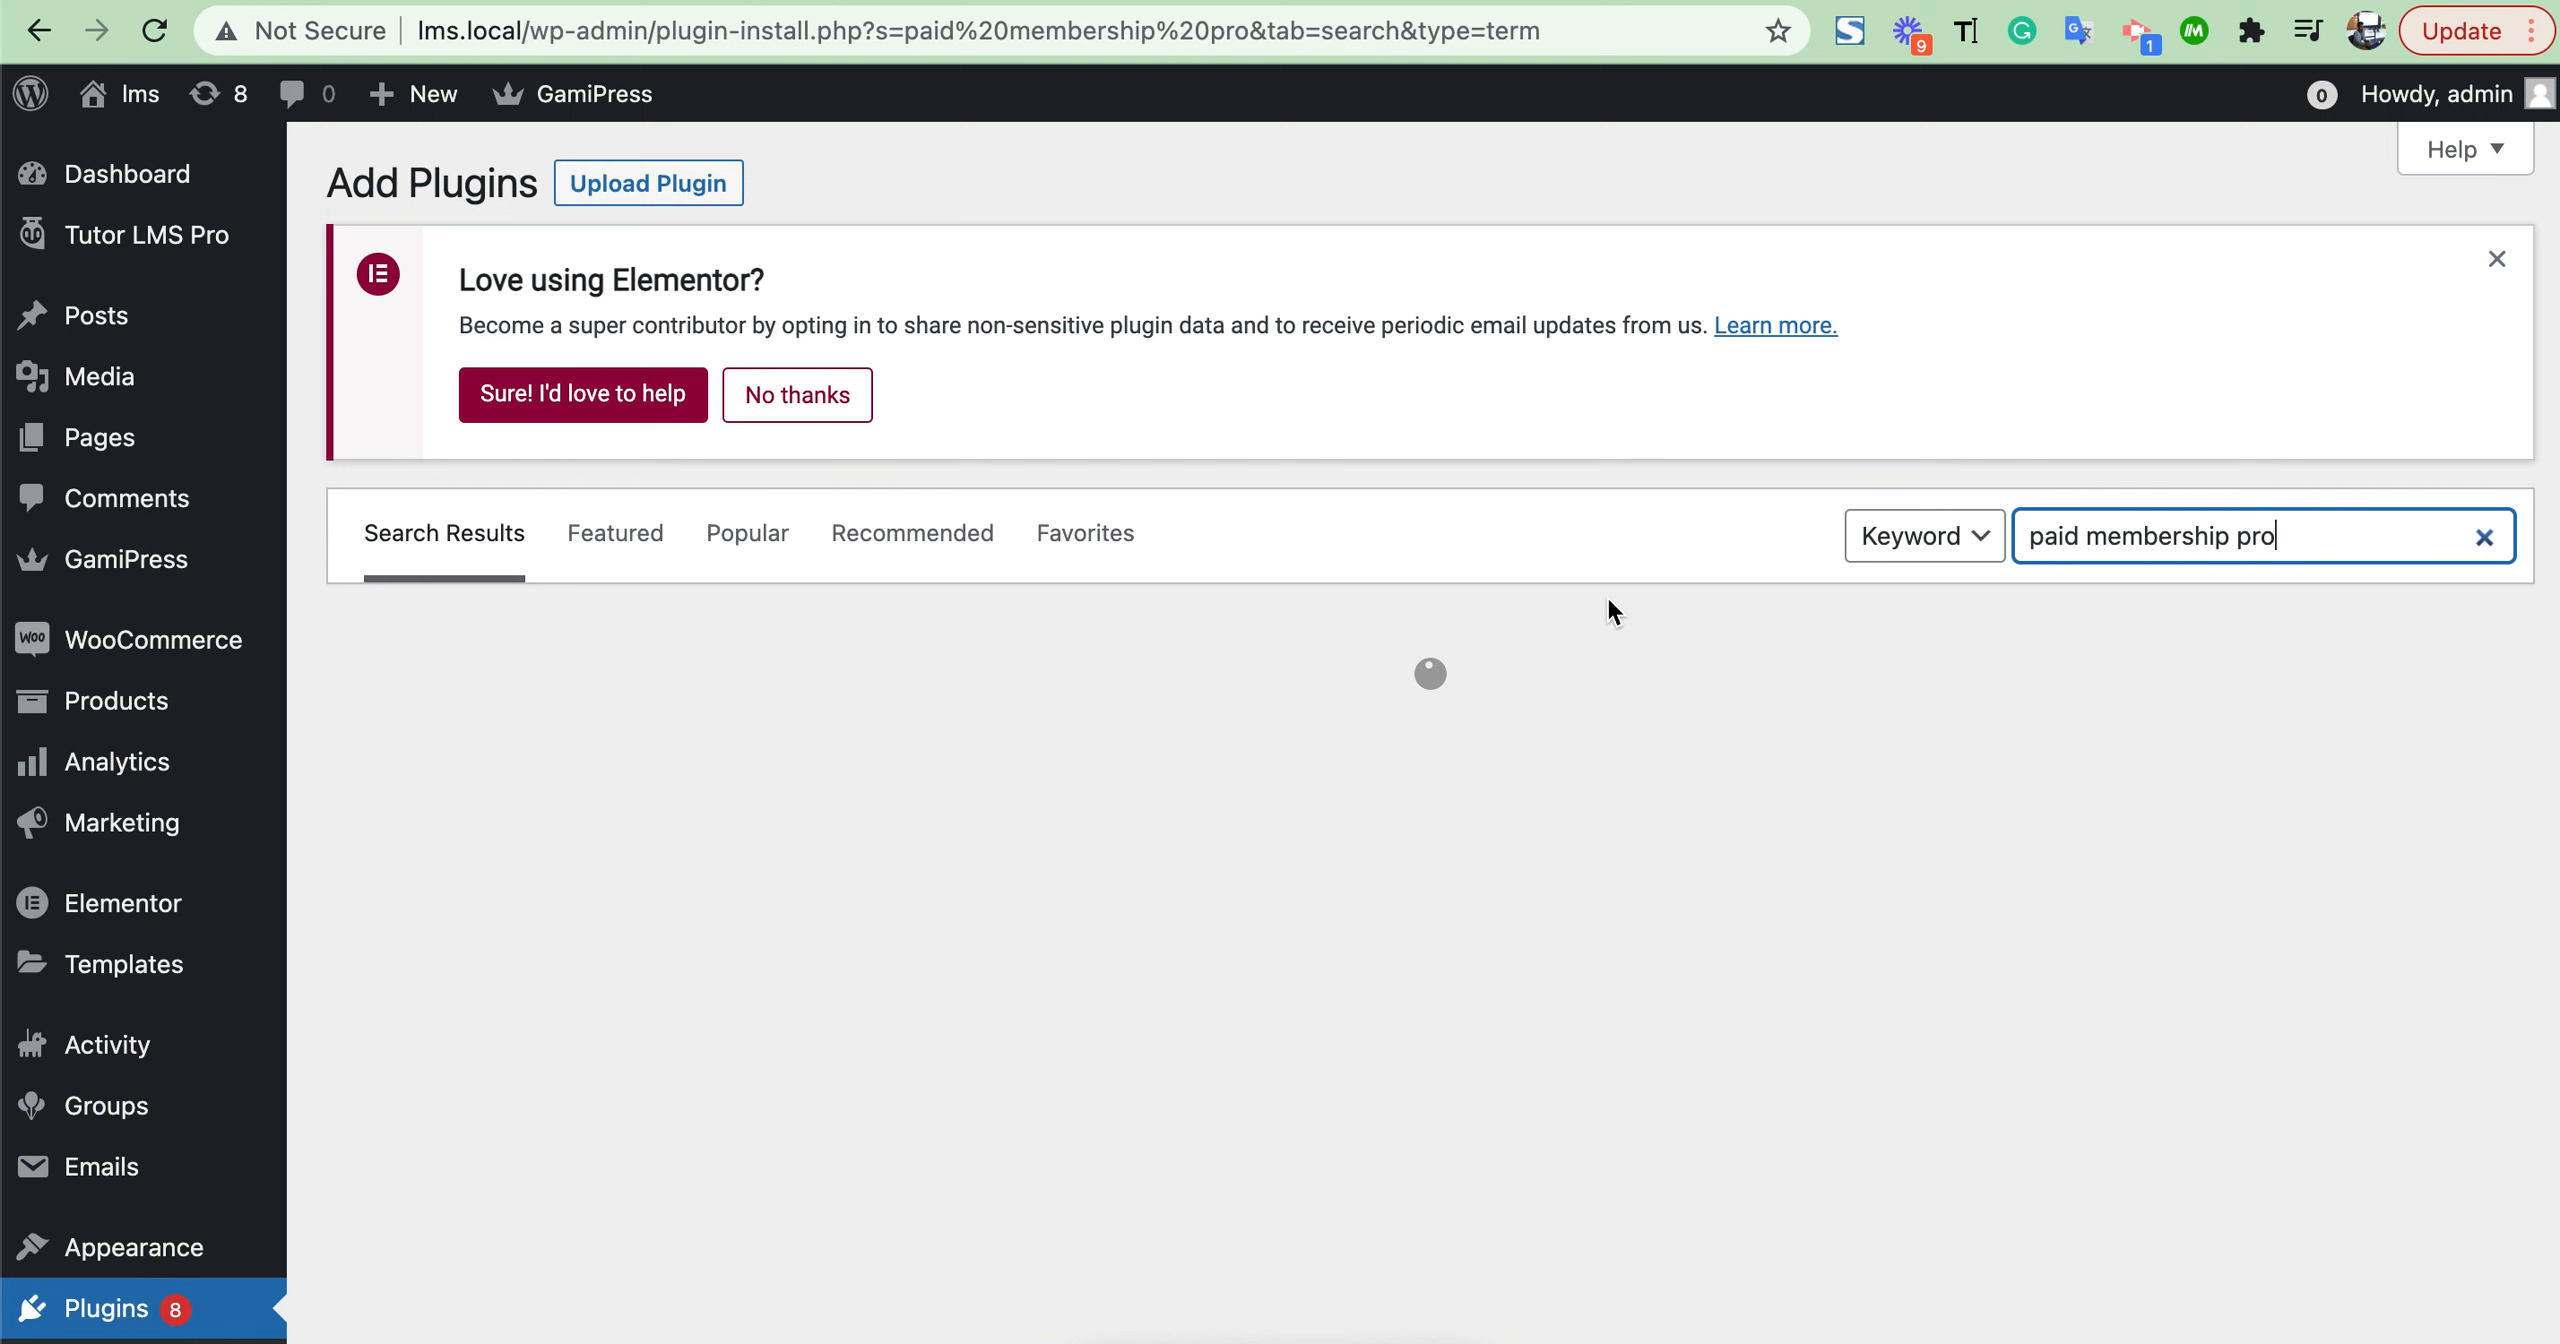 Not Secure
lms.local/wp-admin/plugin-install.php?s=paid%20membership%20pro&tab=search&type=term
9
TI
G
G
1
M
Update
lms
8
0
New
GamiPress
0
Howdy, admin
Dashboard
Tutor LMS Pro
Posts
Media
Pages
Comments
GamiPress
Woo
WooCommerce
Products
Analytics
Marketing
Elementor
Templates
Activity
Groups
Emails
Appearance
Plugins 8
Help
Add Plugins
Upload Plugin
Love using Elementor?
Become a super contributor by opting in to share non-sensitive plugin data and to receive periodic email updates from us. Learn more.
Sure! I'd love to help
No thanks
Search Results
Featured
Popular
Recommended
Favorites
Keyword
paid membership pro